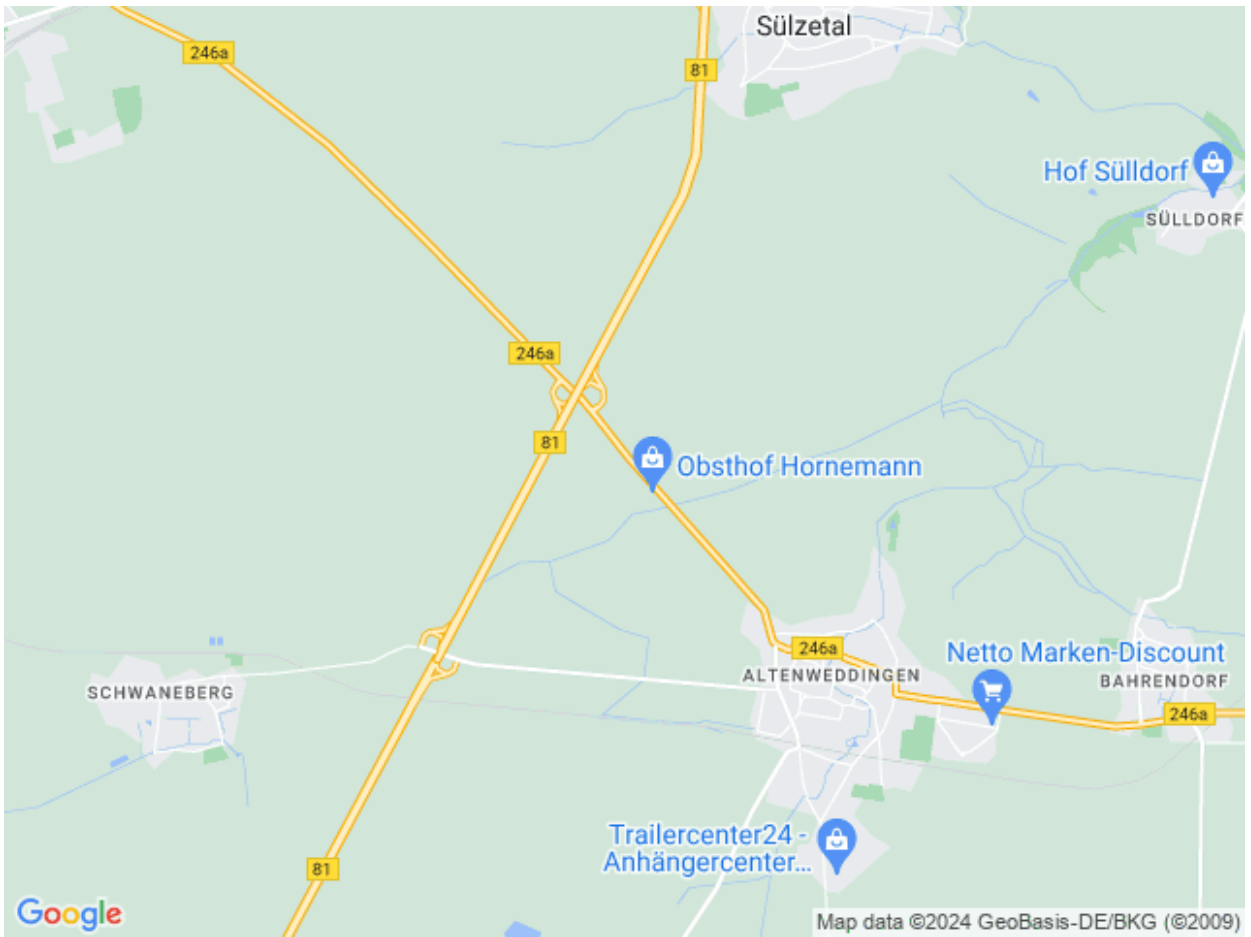 Sülzetal
246a
81
Hof Sülldorf
SÜLLDORF
246a
81
Obsthof Hornemann
246a
Netto Marken-Discount
ALTENWEDDINGEN
BAHRENDORF
SCHWANEBERG
246a
Trailercenter24 -
Anhängercenter...
81
Google
Map data ©2024 GeoBasis-DE/BKG (©2009)